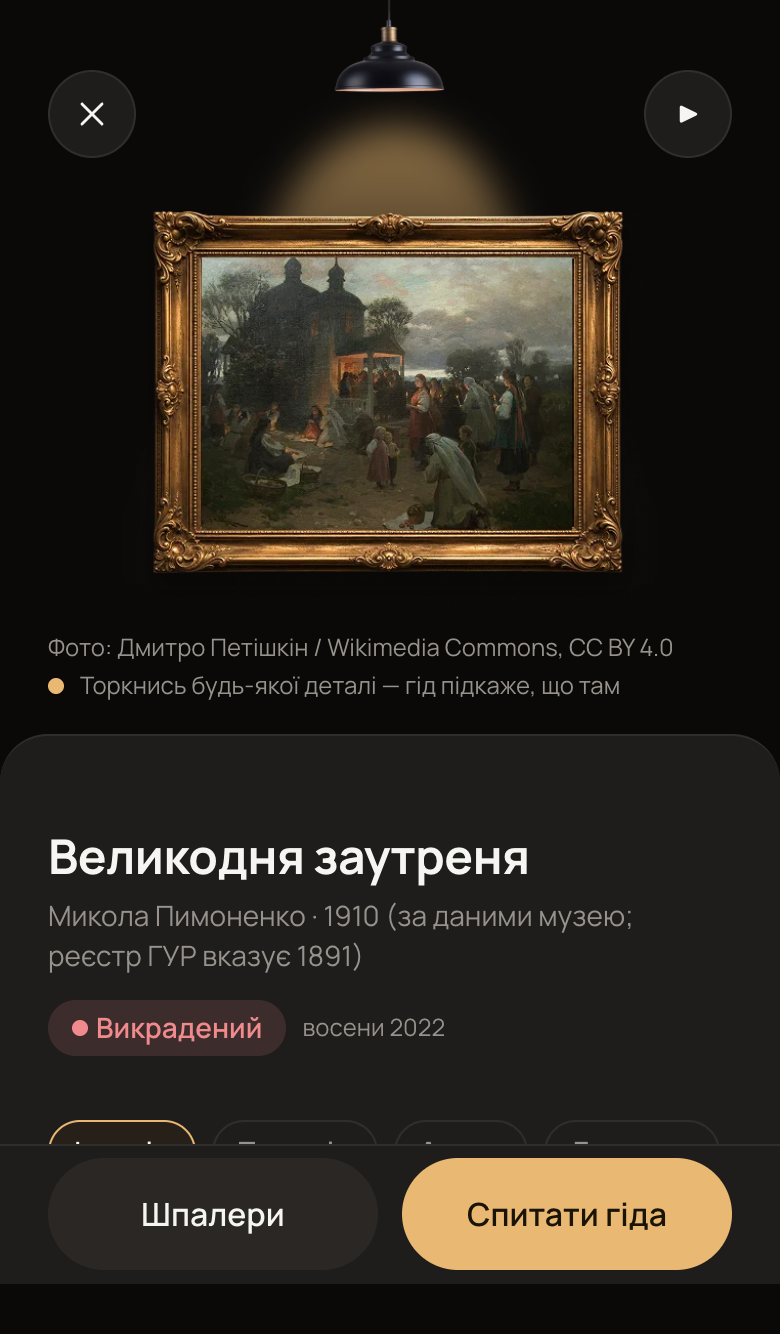 Фото: Дмитро Петішкін / Wikimedia Commons, CC BY 4.0
Торкнись будь-якої деталі — гід підкаже, що там
Великодня заутреня
Микола Пимоненко · 1910 (за даними музею;
реєстр ГУР вказує 1891)
Викрадений восени 2022
Шпалери Спитати гіда